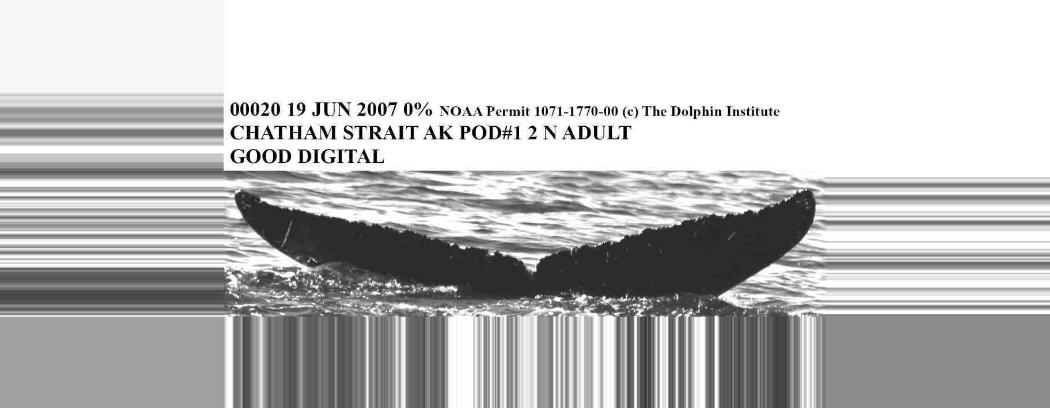 00020 19 JUN 2007 0% NOAA Permit 1071-1770-00 (c) The Dolphin Institute
CHATHAM STRAIT AK POD#1 2 N ADULT
GOOD DIGITAL